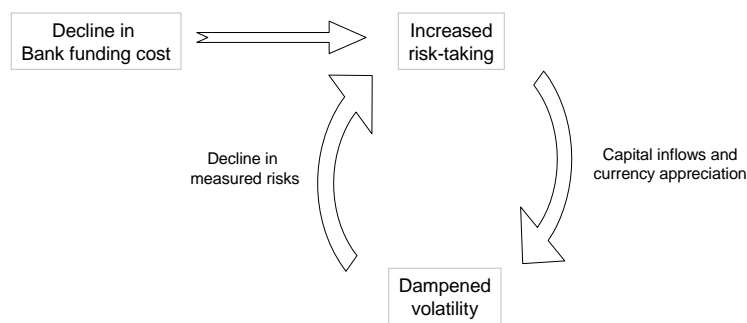 Decline in
Bank funding cost
Increased
risk-taking
Decline in
measured risks
Capital inflows and
currency appreciation
Dampened
volatility